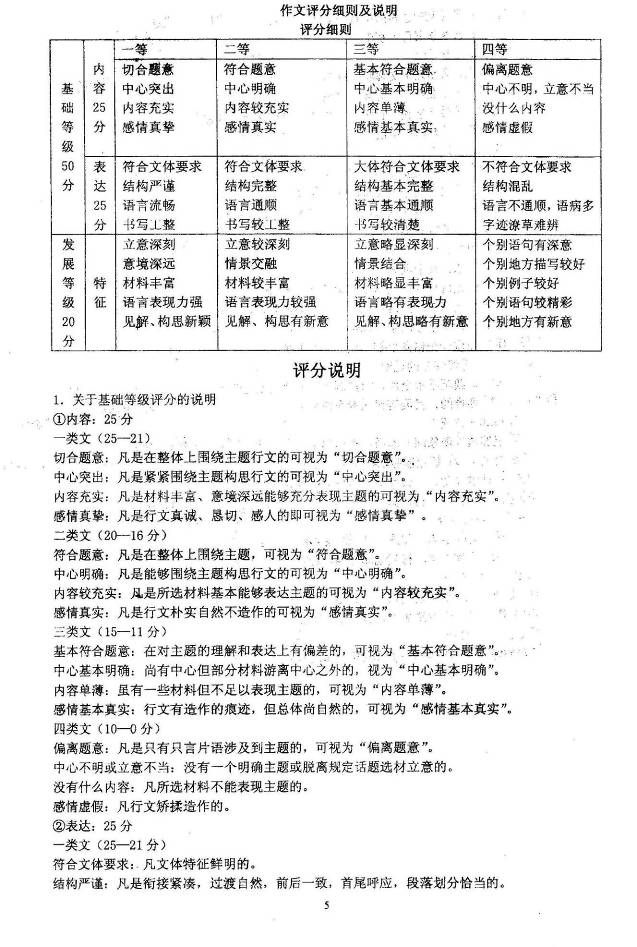 作文评分细则及说明
评分细则
一等 二等 三等 四等
基础等级50分 内容25分 切合题意 符合题意 基本符合题意 偏离题意
中心突出 中心明确 中心基本明确 中心不明，立意不当
内容充实 内容较充实 内容单薄 没什么内容
感情真挚 感情真实 感情基本真实 感情虚假
表达25分 符合文体要求 符合文体要求 大体符合文体要求 不符合文体要求
结构严谨 结构完整 结构基本完整 结构混乱
语言流畅 语言通顺 语言基本通顺 语言不通顺，语病多
书写工整 书写较工整 书写较清楚 字迹潦草难辨
发展等级20分 特征 立意深刻 立意较深刻 立意略显深刻 个别语句有深意
意境深远 情景交融 情景结合 个别地方描写较好
材料丰富 材料较丰富 材料略显丰富 个别例子较好
语言表现力强 语言表现力较强 语言略有表现力 个别语句较精彩
见解、构思新颖 见解、构思有新意 见解、构思略有新意 个别地方有新意
评分说明
1．关于基础等级评分的说明
①内容：25分
一类文（25—21）
切合题意：凡是在整体上围绕主题行文的可视为“切合题意”。
中心突出：凡是紧紧围绕主题构思行文的可视为“中心突出”。
内容充实：凡是材料丰富、意境深远能够充分表现主题的可视为“内容充实”。
感情真挚：凡是行文真诚、恳切、感人的即可视为“感情真挚”。
二类文（20—16分）
符合题意：凡是在整体上围绕主题，可视为“符合题意”。
中心明确：凡是能够围绕主题构思行文的可视为“中心明确”。
内容较充实：凡是所选材料基本能够表达主题的可视为“内容较充实”。
感情真实：凡是行文朴实自然不造作的可视为“感情真实”。
三类文（15—11分）
基本符合题意：在对主题的理解和表达上有偏差的，可视为“基本符合题意”。
中心基本明确：尚有中心但部分材料游离中心之外的，视为“中心基本明确”。
内容单薄：虽有一些材料但不足以表现主题的，可视为“内容单薄”。
感情基本真实：行文有造作的痕迹，但总体尚自然的，可视为“感情基本真实”。
四类文（10—0分）
偏离题意：凡是只有只言片语涉及到主题的，可视为“偏离题意”。
中心不明或立意不当：没有一个明确主题或脱离规定话题选材立意的。
没有什么内容：凡所选材料不能表现主题的。
感情虚假：凡行文矫揉造作的。
②表达：25分
一类文（25—21分）
符合文体要求：凡文体特征鲜明的。
结构严谨：凡是衔接紧凑，过渡自然，前后一致，首尾呼应，段落划分恰当的。
5